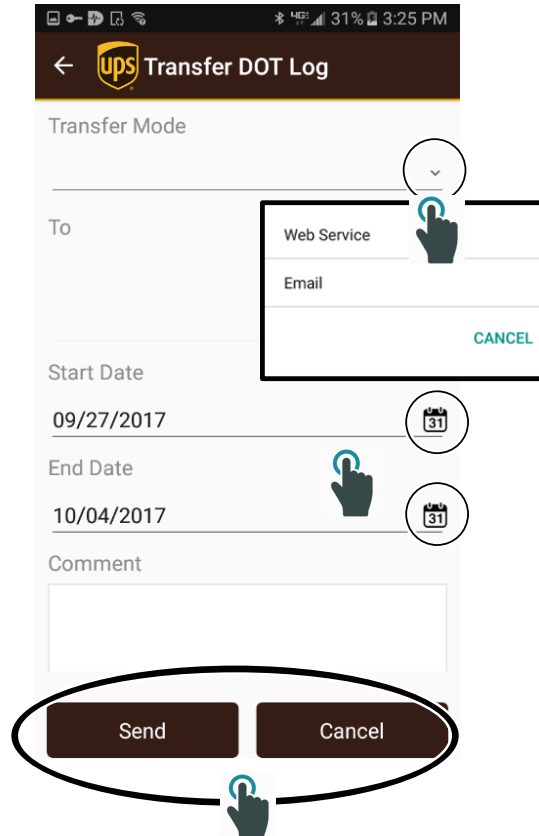 4G 31% 3:25 PM
ups Transfer DOT Log
Transfer Mode
To
Web Service
Email
CANCEL
Start Date
09/27/2017
31
End Date
10/04/2017
31
Comment
Send Cancel